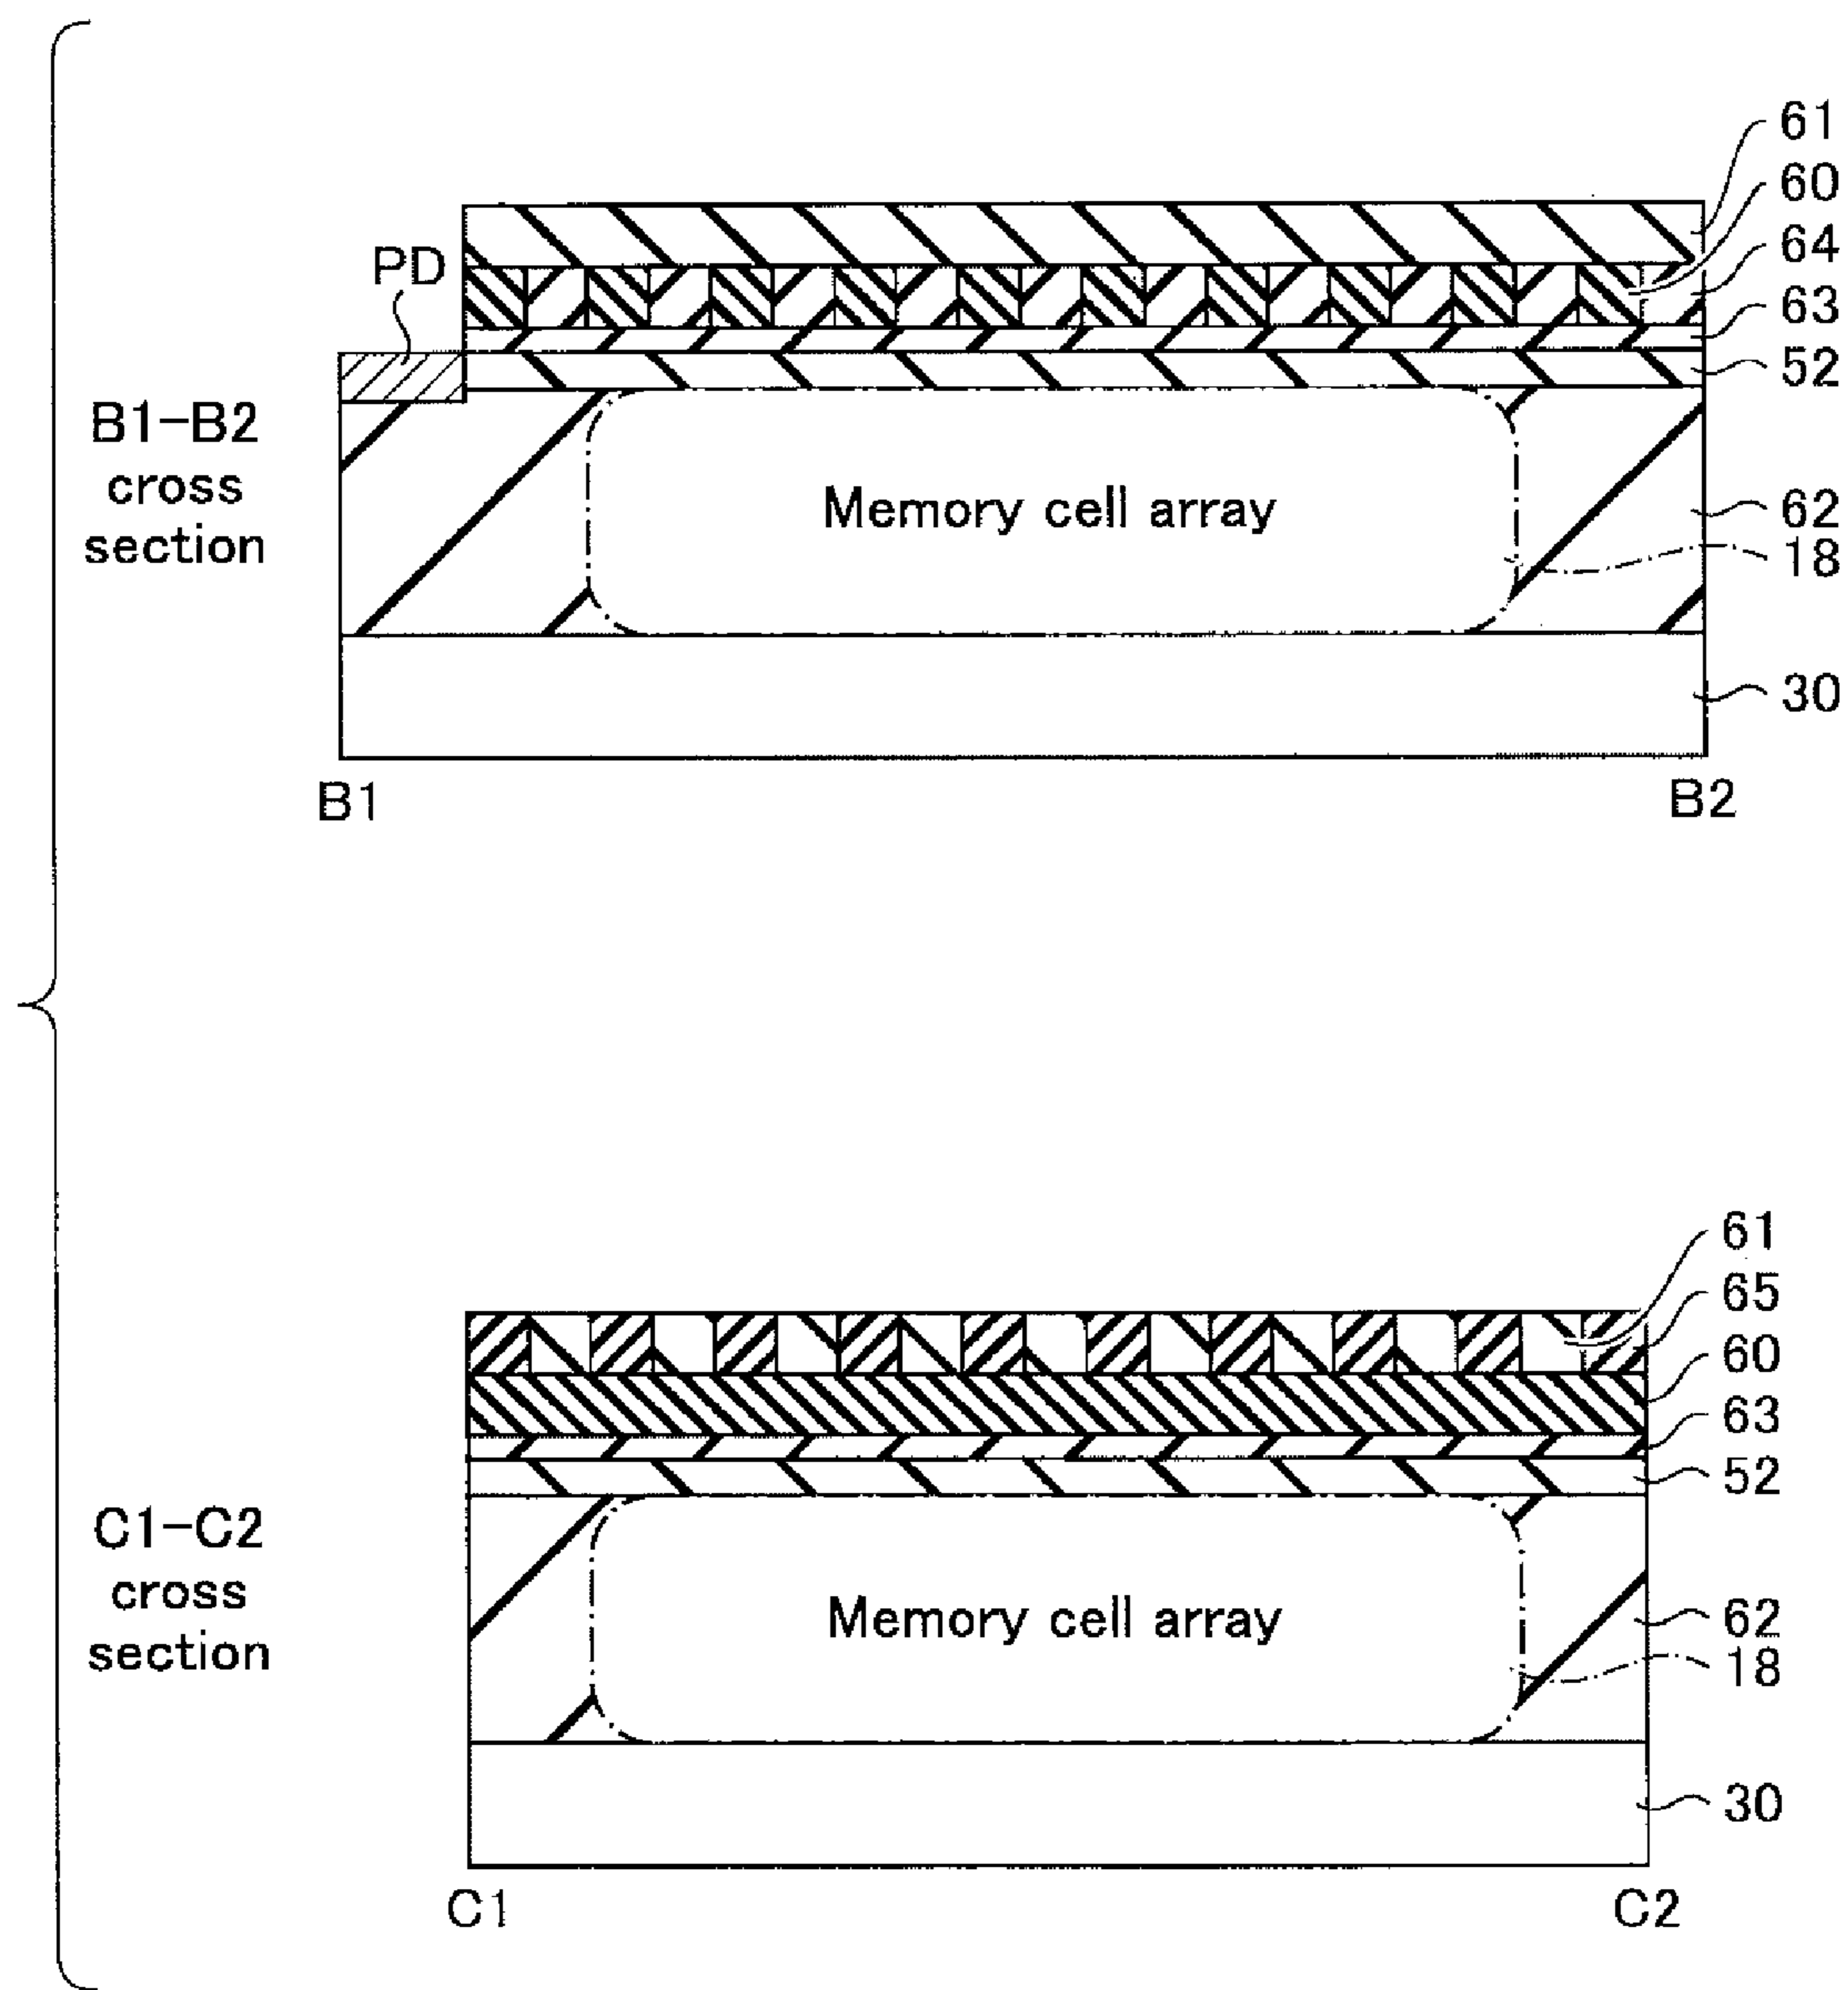 61
60
PD
64
63
52
B1-B2
cross
section
Memory cell array
62
18
30
B1
B2
61
65
60
63
52
C1-C2
cross
section
Memory cell array
62
18
30
C1
C2